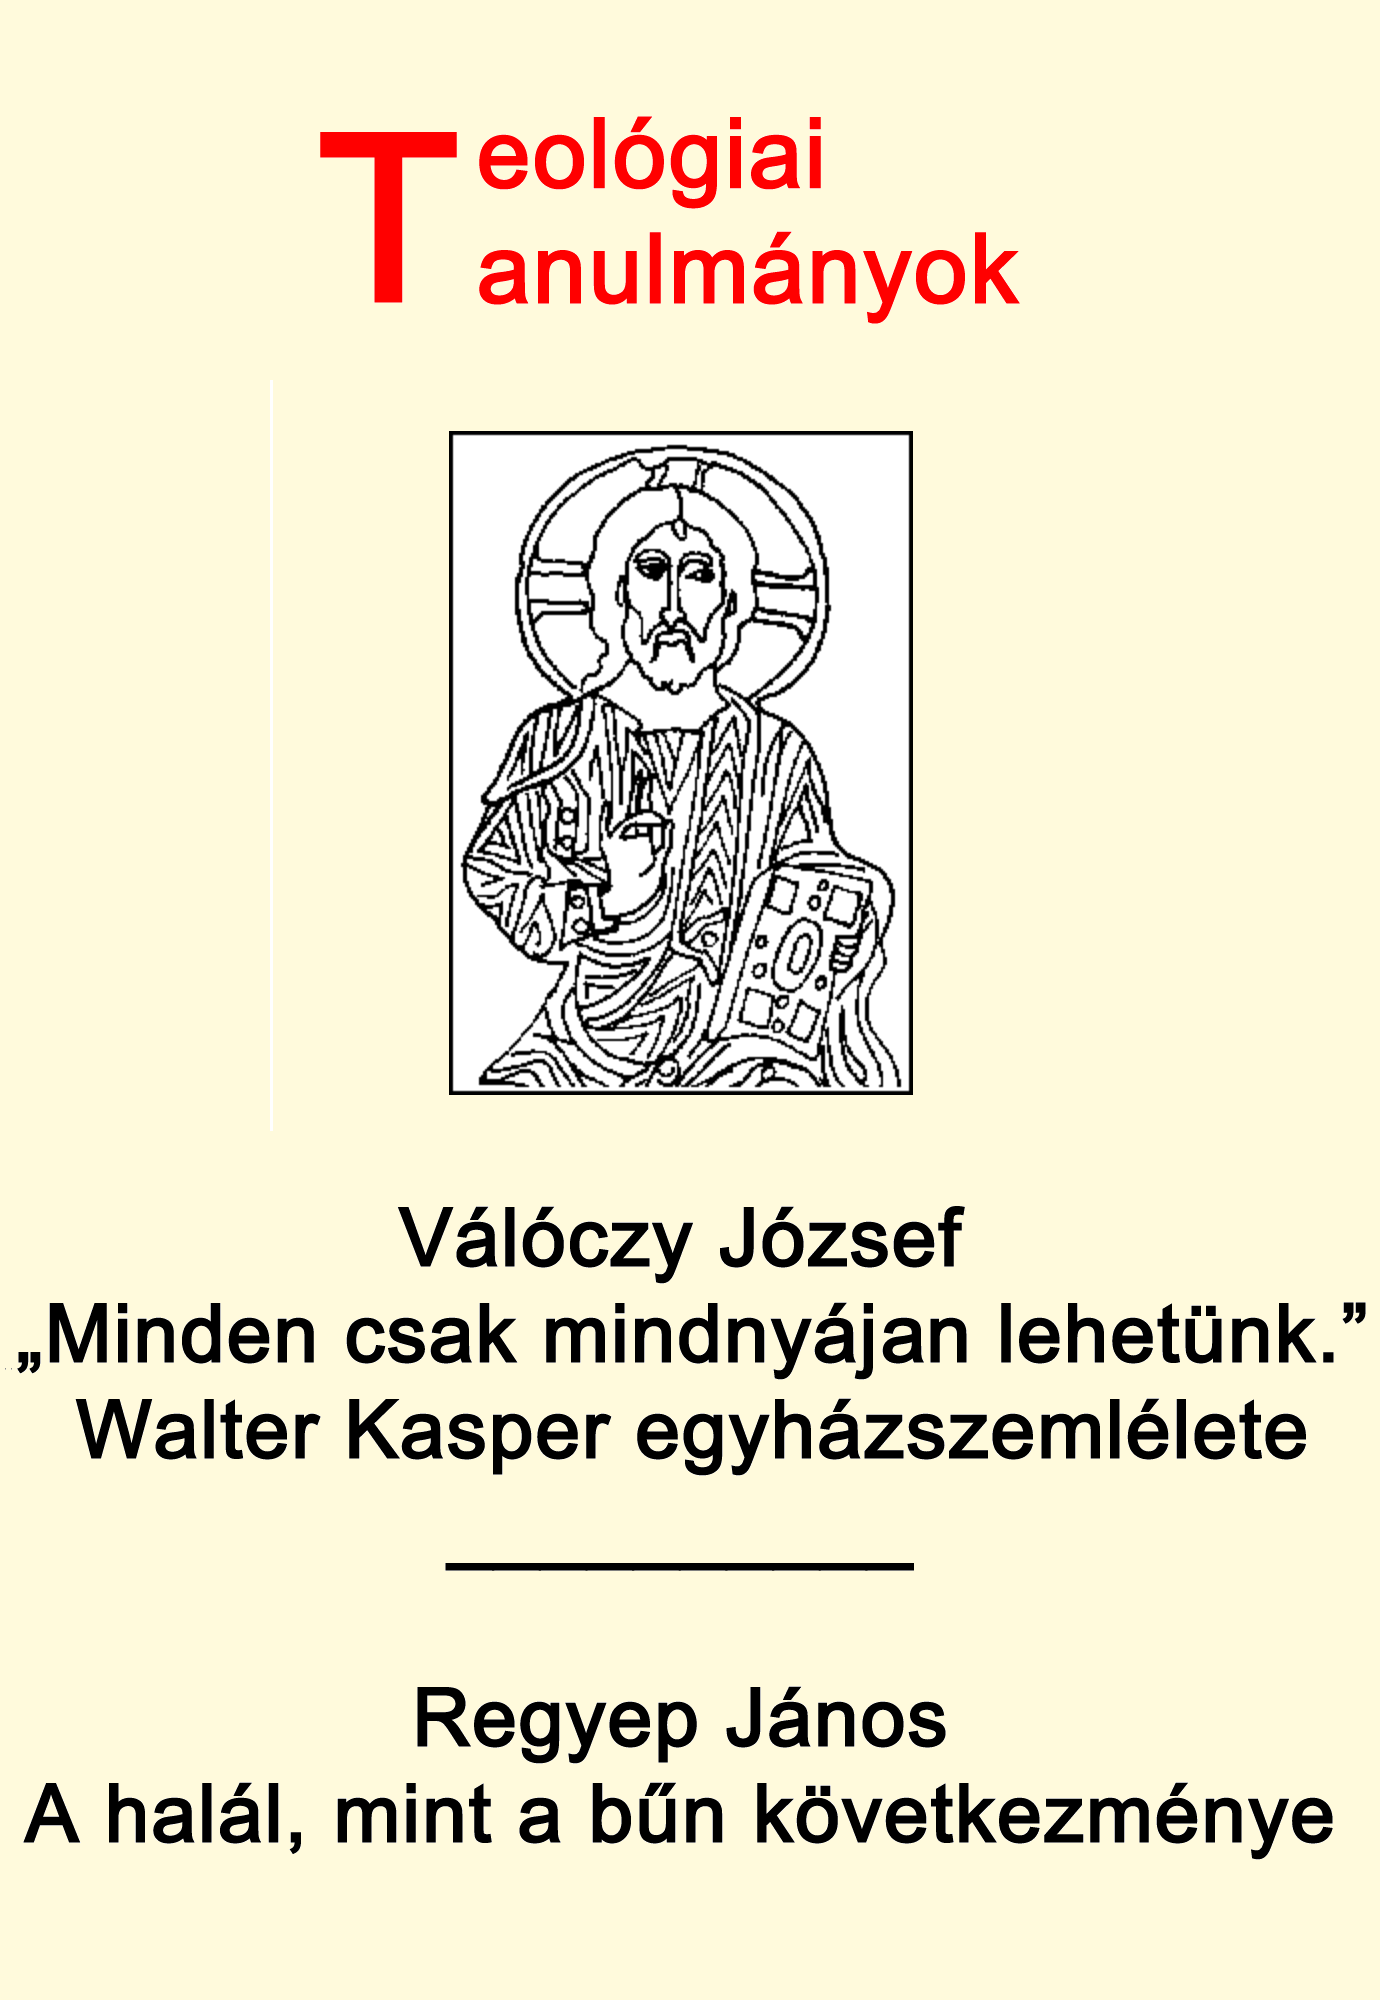 Teológiai
Tanulmányok
Válóczy József
„Minden csak mindnyájan lehetünk.”
Walter Kasper egyházszemlélete
Regyep János
A halál, mint a bűn következménye